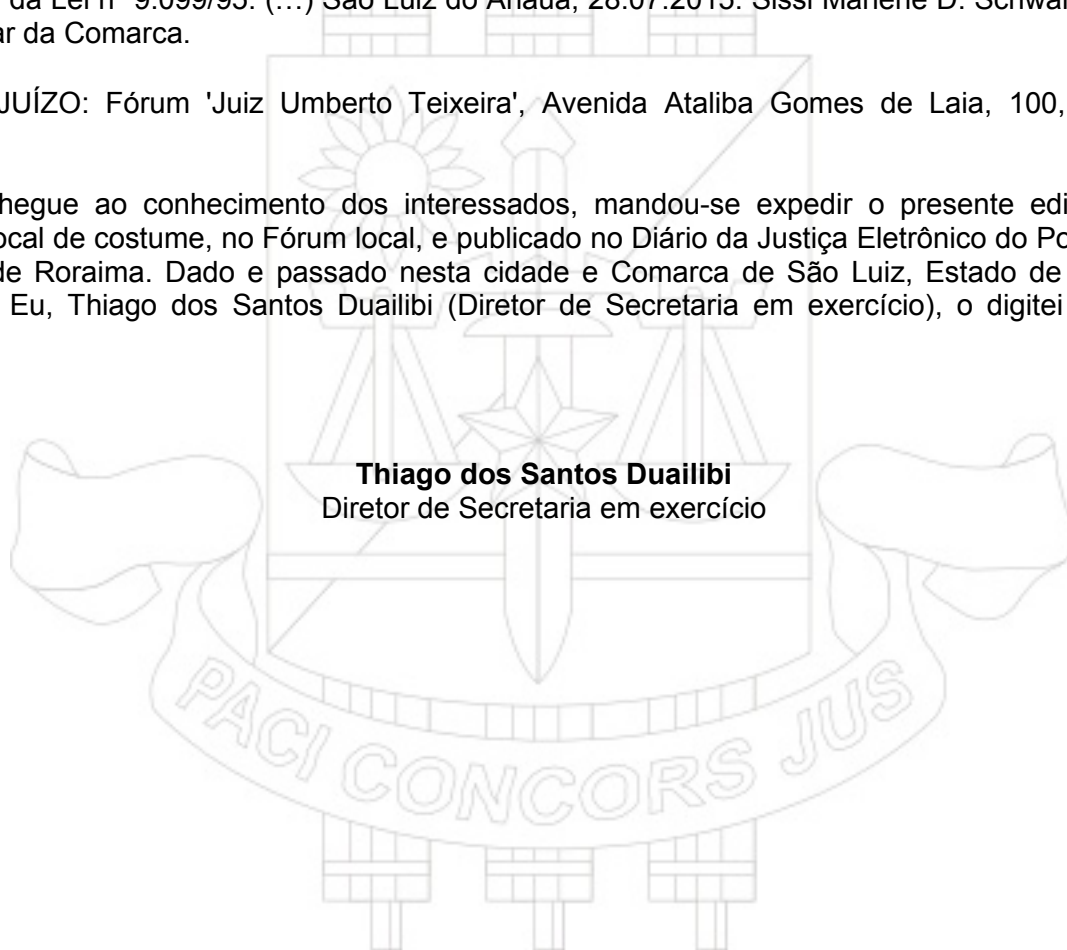 da Lei nº 9.099/95. (…) São Luiz do Anauá, 28.07.2015. Sissi Marlene D. Schwa
ar da Comarca.
JUÍZO: Fórum 'Juiz Umberto Teixeira', Avenida Ataliba Gomes de Laia, 100,
hegue ao conhecimento dos interessados, mandou-se expedir o presente edi
ocal de costume, no Fórum local, e publicado no Diário da Justiça Eletrônico do Po
de Roraima. Dado e passado nesta cidade e Comarca de São Luiz, Estado de
Eu, Thiago dos Santos Duailibi (Diretor de Secretaria em exercício), o digitei
Thiago dos Santos Duailibi
Diretor de Secretaria em exercício
PACI CONCORS JUS